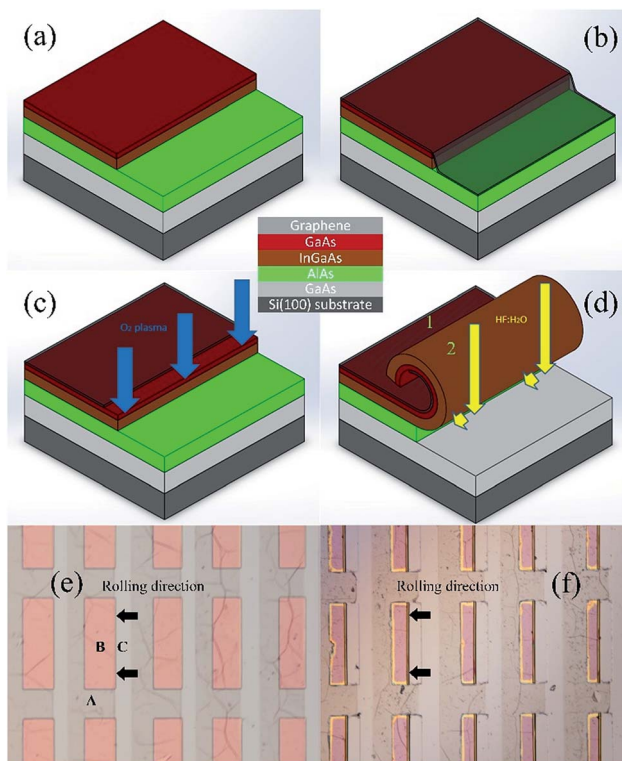 (a)
(b)
Graphene
GaAs
InGaAs
AlAs
GaAs
Si(100) substrate
(c)
O₂ plasma
(d)
1
2
HF:H₂O
(e)
Rolling direction
B
C
A
Rolling direction
(f)